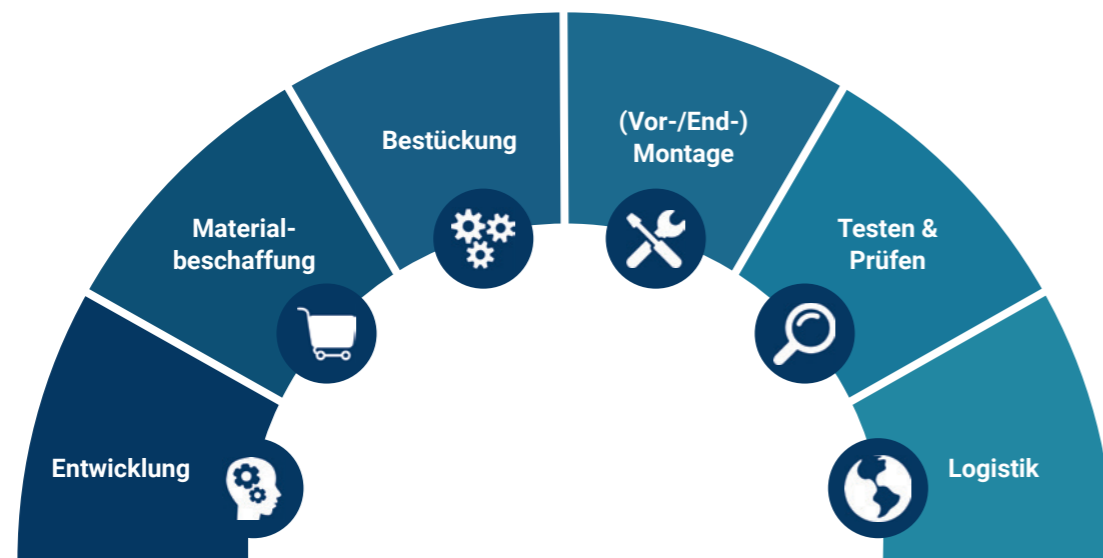 Entwicklung
Material-
beschaffung
Bestückung
(Vor-/End-)
Montage
Testen &
Prüfen
Logistik